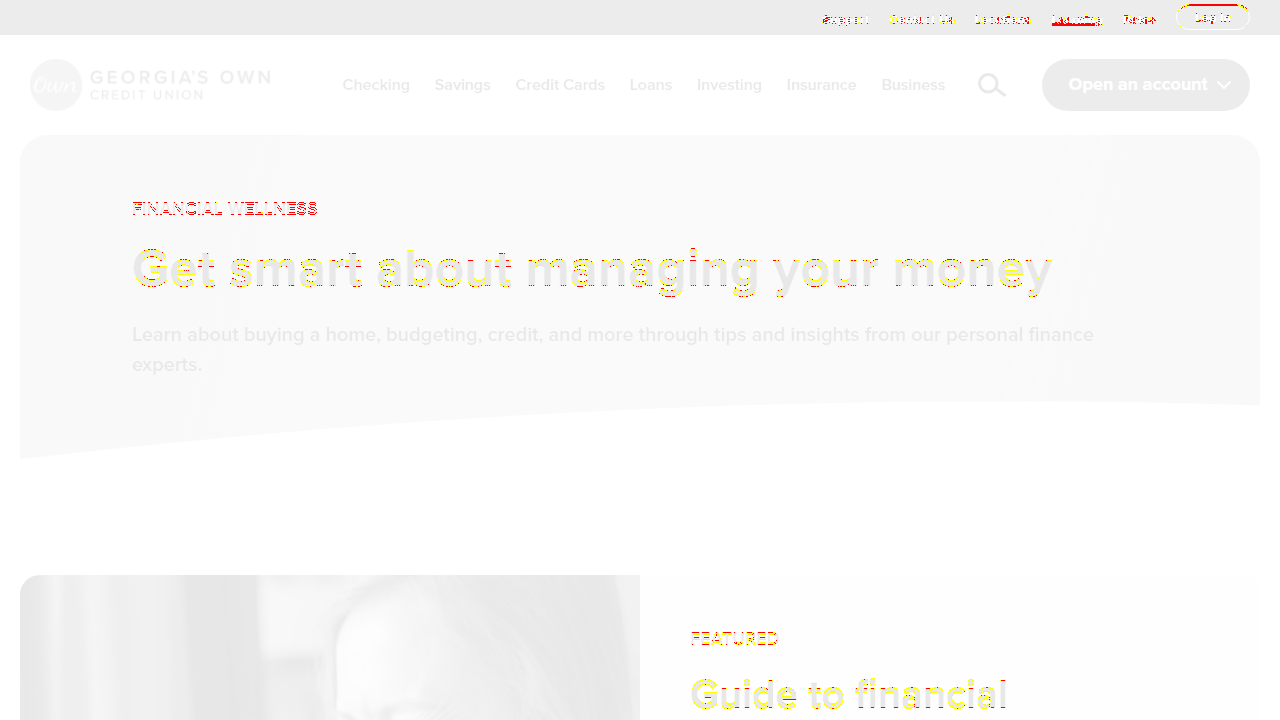 Support Contact Us Locations Learning Rates Log In
Own GEORGIA'S OWN
CREDIT UNION
Checking Savings Credit Cards Loans Investing Insurance Business Open an account
FINANCIAL WELLNESS
Get smart about managing your money
Learn about buying a home, budgeting, credit, and more through tips and insights from our personal finance
experts.
FEATURED
Guide to financial